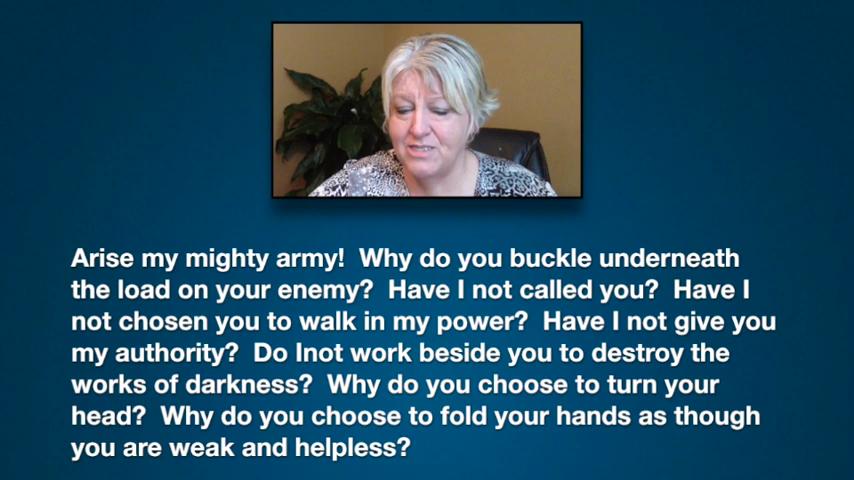 Arise my mighty army!  Why do you buckle underneath
the load on your enemy?  Have I not called you?  Have I
not chosen you to walk in my power?  Have I not give you
my authority?  Do Inot work beside you to destroy the
works of darkness?  Why do you choose to turn your
head?  Why do you choose to fold your hands as though
you are weak and helpless?